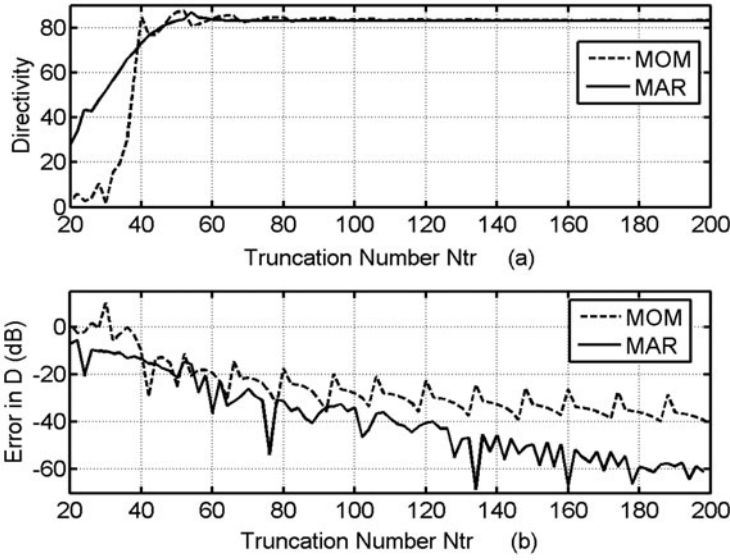 80
60
40
20
0
Directivity
MOM
MAR
20 40 60 80 100 120 140 160 180 200
Truncation Number Ntr (a)
0
-20
-40
-60
Error in D (dB)
MOM
MAR
20 40 60 80 100 120 140 160 180 200
Truncation Number Ntr (b)